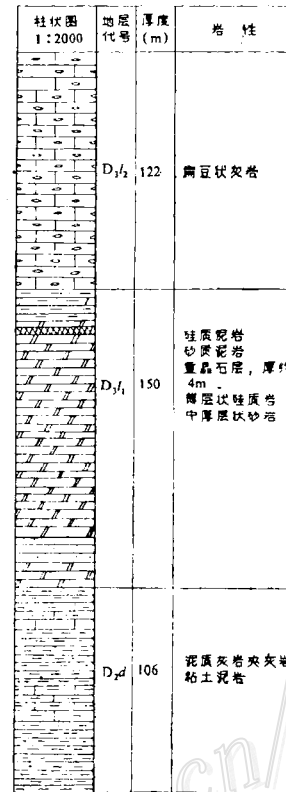 柱状图 地层 厚度 岩性
1:2000 代号 (m)
D₃l₂ 122 扁豆状灰岩
硅质泥岩
砂质泥岩
重晶石层，厚约
D₃l₁ 150 4m
薄层状硅质岩
中厚层状砂岩
D₂d 106 泥质灰岩夹灰岩
粘土泥岩
cn/